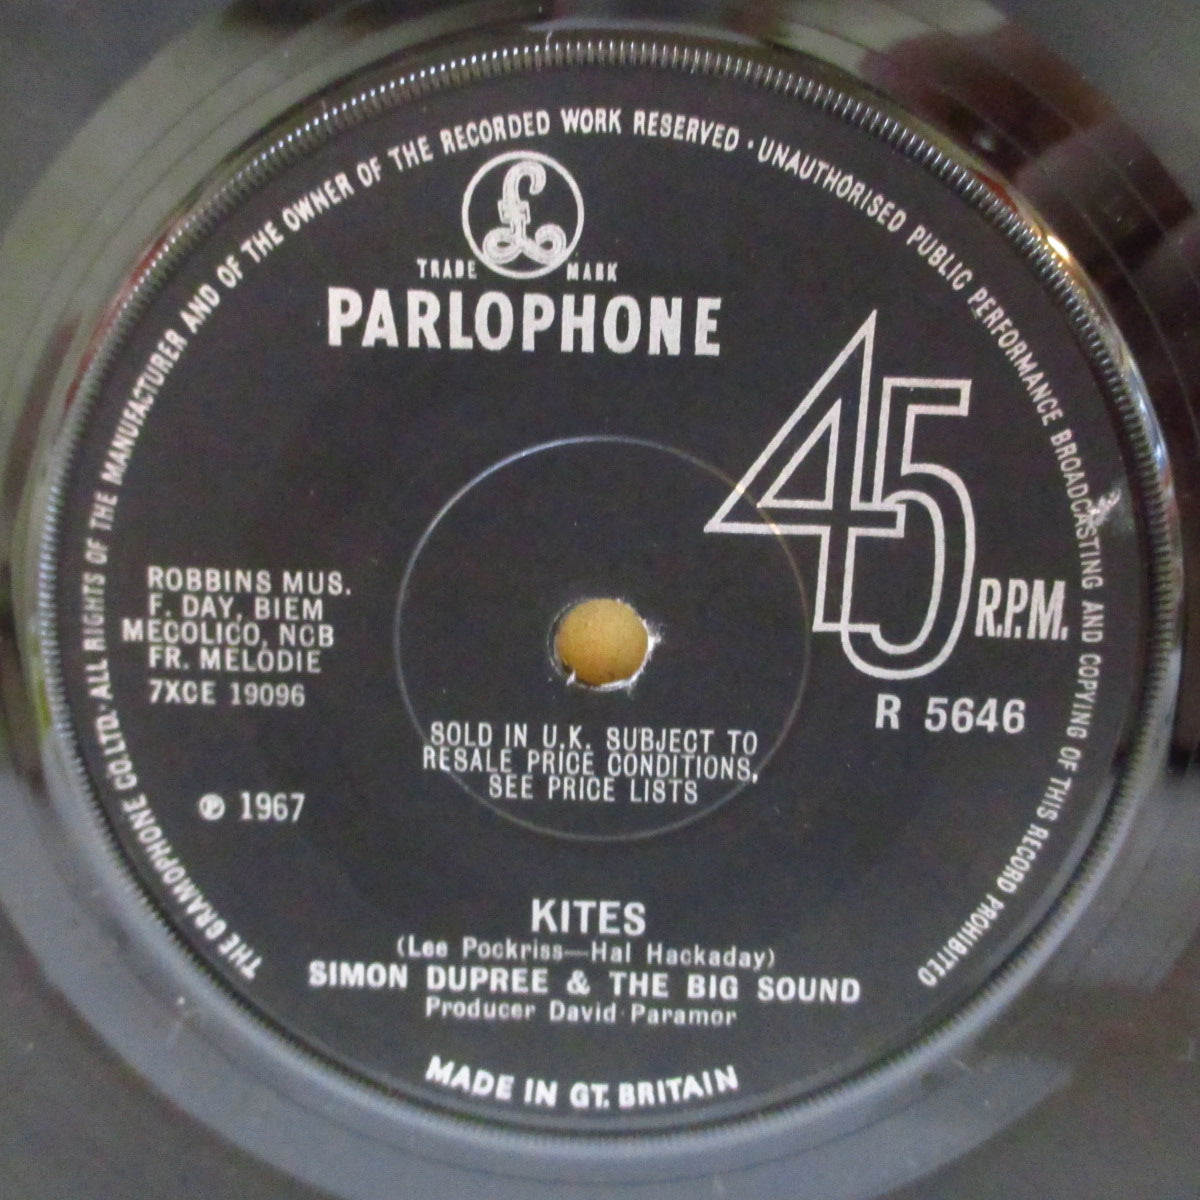 THE GRAMOPHONE CO. LTD. · ALL RIGHTS OF THE MANUFACTURER AND OF THE OWNER OF THE RECORDED WORK RESERVED · UNAUTHORISED PUBLIC PERFORMANCE BROADCASTING AND COPYING OF THIS RECORD PROHIBITED
£
TRADE MARK
PARLOPHONE
45 R.P.M.
ROBBINS MUS.
F. DAY, BIEM
MECOLICO, NCB
FR. MELODIE
7XCE 19096
R 5646
SOLD IN U.K. SUBJECT TO
RESALE PRICE CONDITIONS,
SEE PRICE LISTS
℗ 1967
KITES
(Lee Pockriss—Hal Hackaday)
SIMON DUPREE & THE BIG SOUND
Producer David Paramor
MADE IN GT. BRITAIN